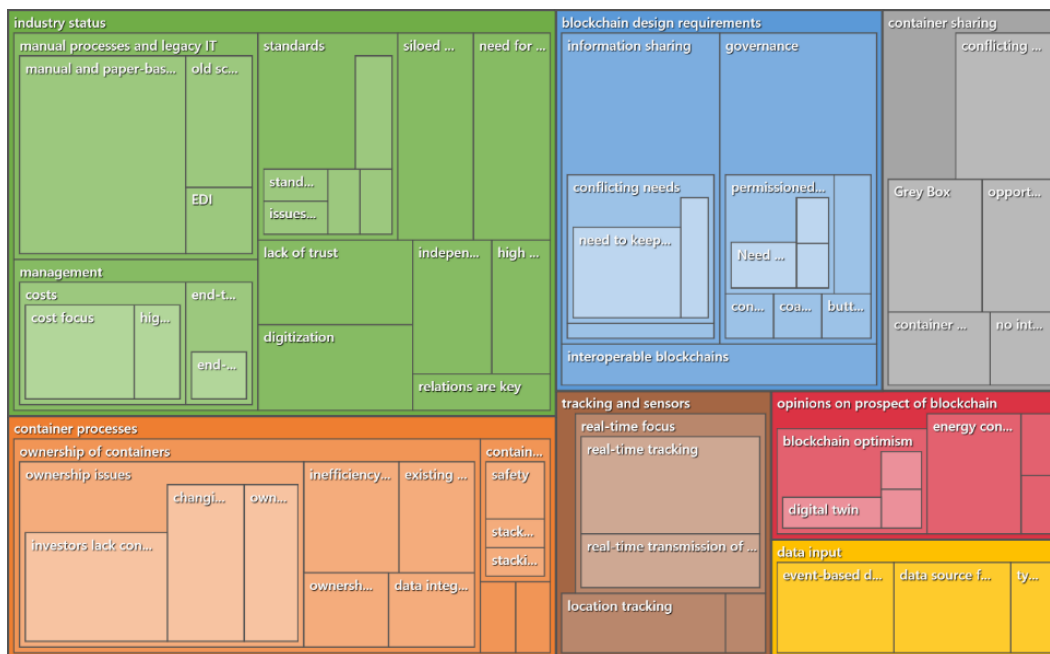 industry status
manual processes and legacy IT
manual and paper-bas...
old sc...
EDI
management
costs
cost focus
hig...
end-t...
end-...
standards
stand...
issues...
siloed ...
need for ...
lack of trust
digitization
indepen...
high ...
relations are key
blockchain design requirements
information sharing
conflicting needs
need to keep...
governance
permissioned...
Need ...
con...
coa...
butt...
interoperable blockchains
container sharing
conflicting ...
Grey Box
opport...
container ...
no int...
container processes
ownership of containers
ownership issues
investors lack con...
changi...
own...
inefficiency...
existing ...
ownersh...
data integ...
contain...
safety
stack...
stacki...
tracking and sensors
real-time focus
real-time tracking
real-time transmission of ...
location tracking
opinions on prospect of blockchain
blockchain optimism
digital twin
energy con...
data input
event-based d...
data source f...
ty...